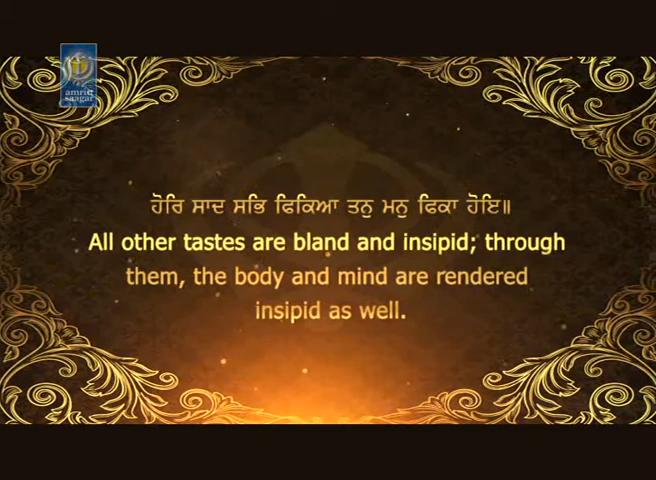 amrit
saagar
ਹੋਰਿ ਸਾਦ ਸਭਿ ਫਿਕਿਆ ਤਨੁ ਮਨੁ ਫਿਕਾ ਹੋਇ॥
All other tastes are bland and insipid; through
them, the body and mind are rendered
insipid as well.